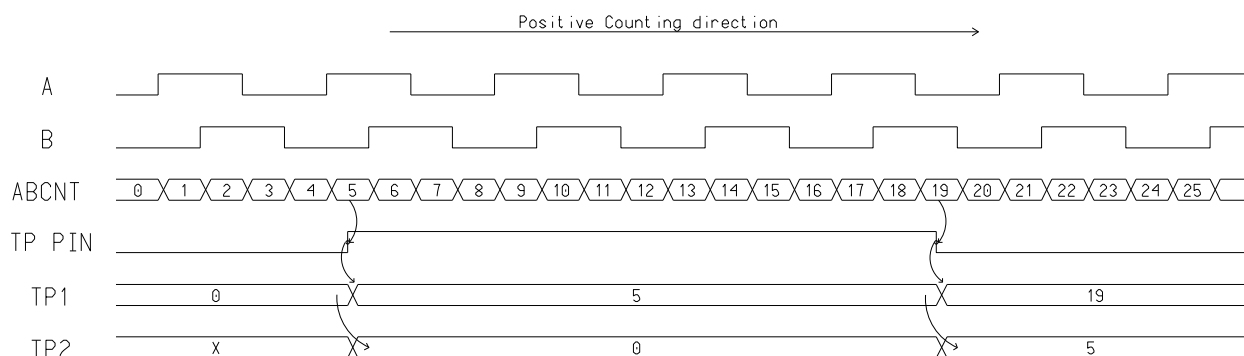 Positive Counting direction
A
B
ABCNT 0 1 2 3 4 5 6 7 8 9 10 11 12 13 14 15 16 17 18 19 20 21 22 23 24 25
TP PIN
TP1 0 5 19
TP2 X 0 5